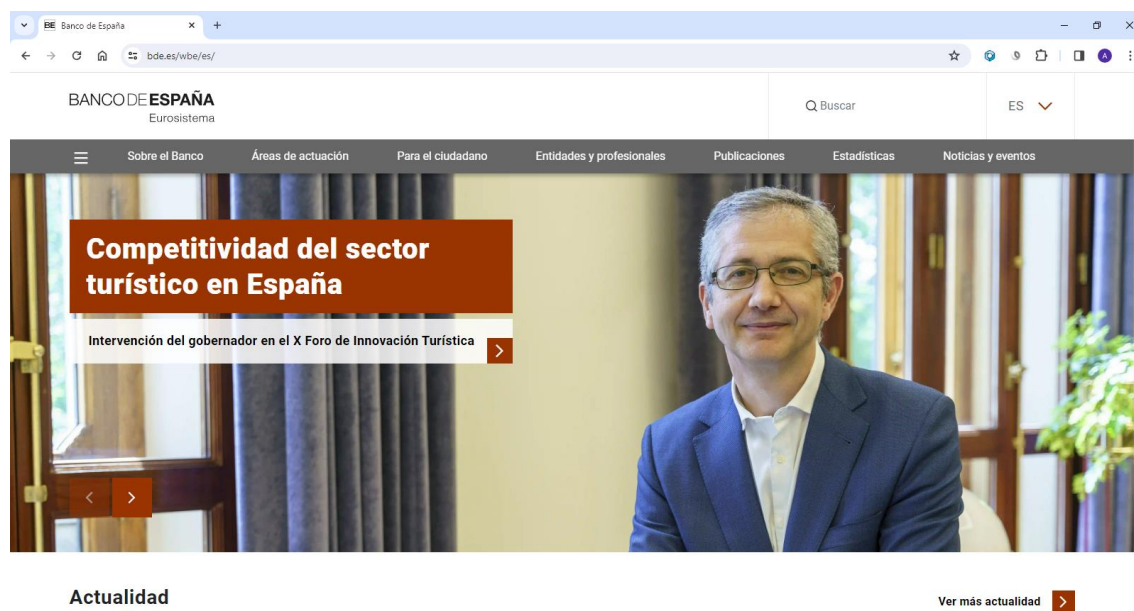 BE Banco de España
bde.es/wbe/es/
A
BANCO DE ESPAÑA
Eurosistema
Buscar
ES
Sobre el Banco Áreas de actuación Para el ciudadano Entidades y profesionales Publicaciones Estadísticas Noticias y eventos
Competitividad del sector
turístico en España
Intervención del gobernador en el X Foro de Innovación Turística
Actualidad
Ver más actualidad